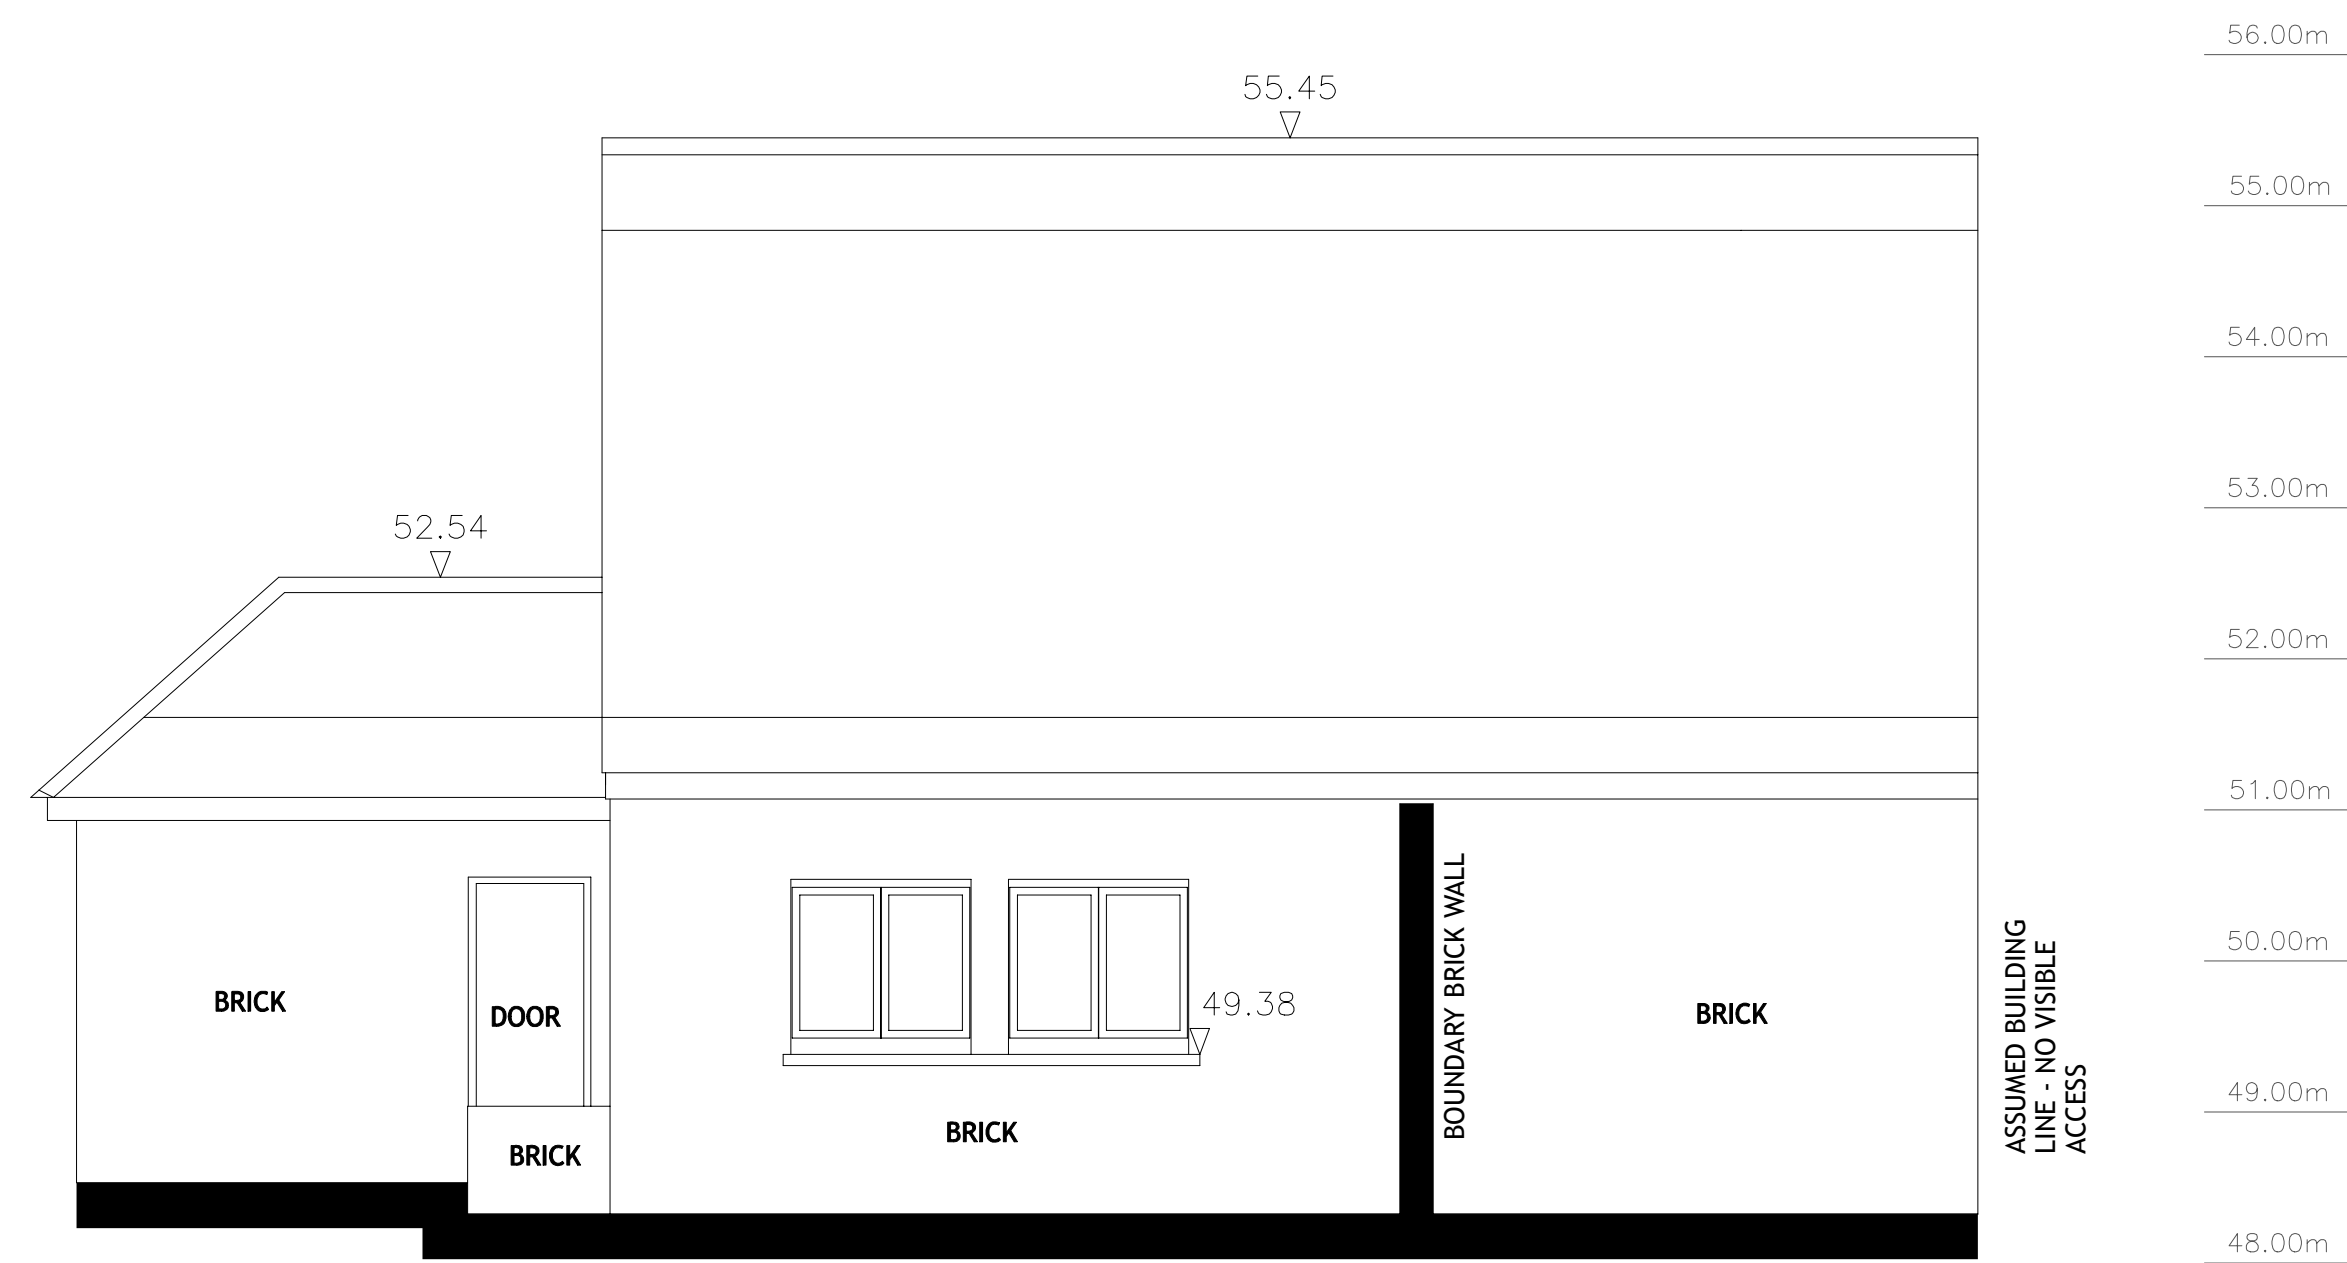 56.00m
55.45
55.00m
54.00m
53.00m
52.54
52.00m
51.00m
50.00m
BRICK
DOOR
49.38
BOUNDARY BRICK WALL
BRICK
ASSUMED BUILDING
LINE - NO VISIBLE
ACCESS
49.00m
BRICK
BRICK
48.00m